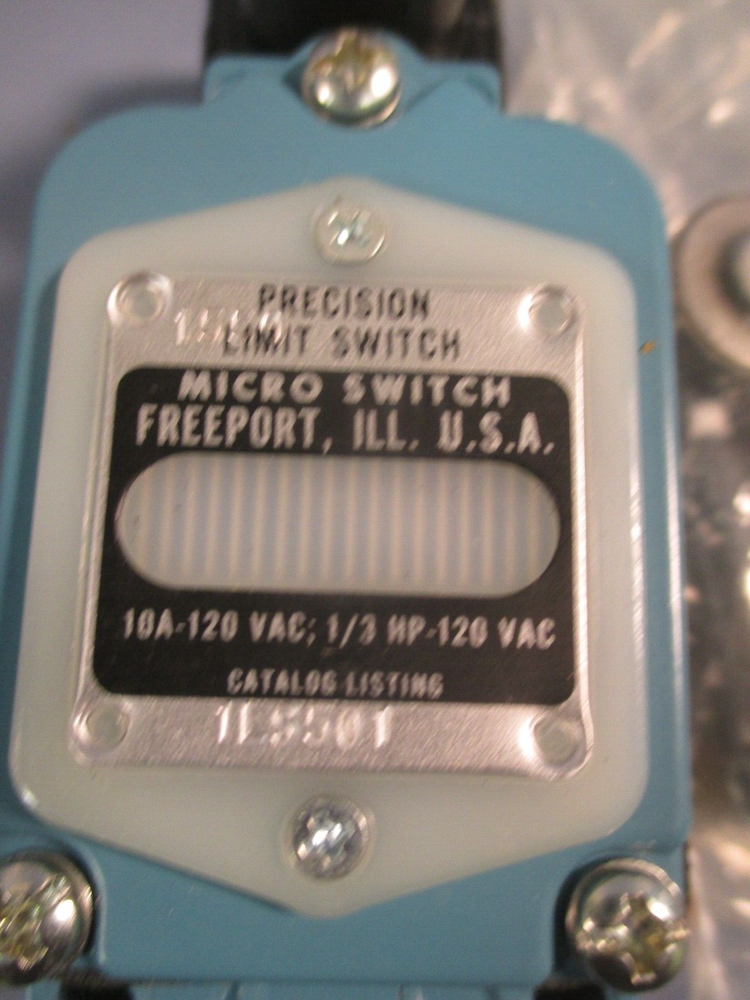 PRECISION
LIMIT SWITCH
MICRO SWITCH
FREEPORT, ILL. U.S.A.
10A-120 VAC; 1/3 HP-120 VAC
CATALOG LISTING
1LS501